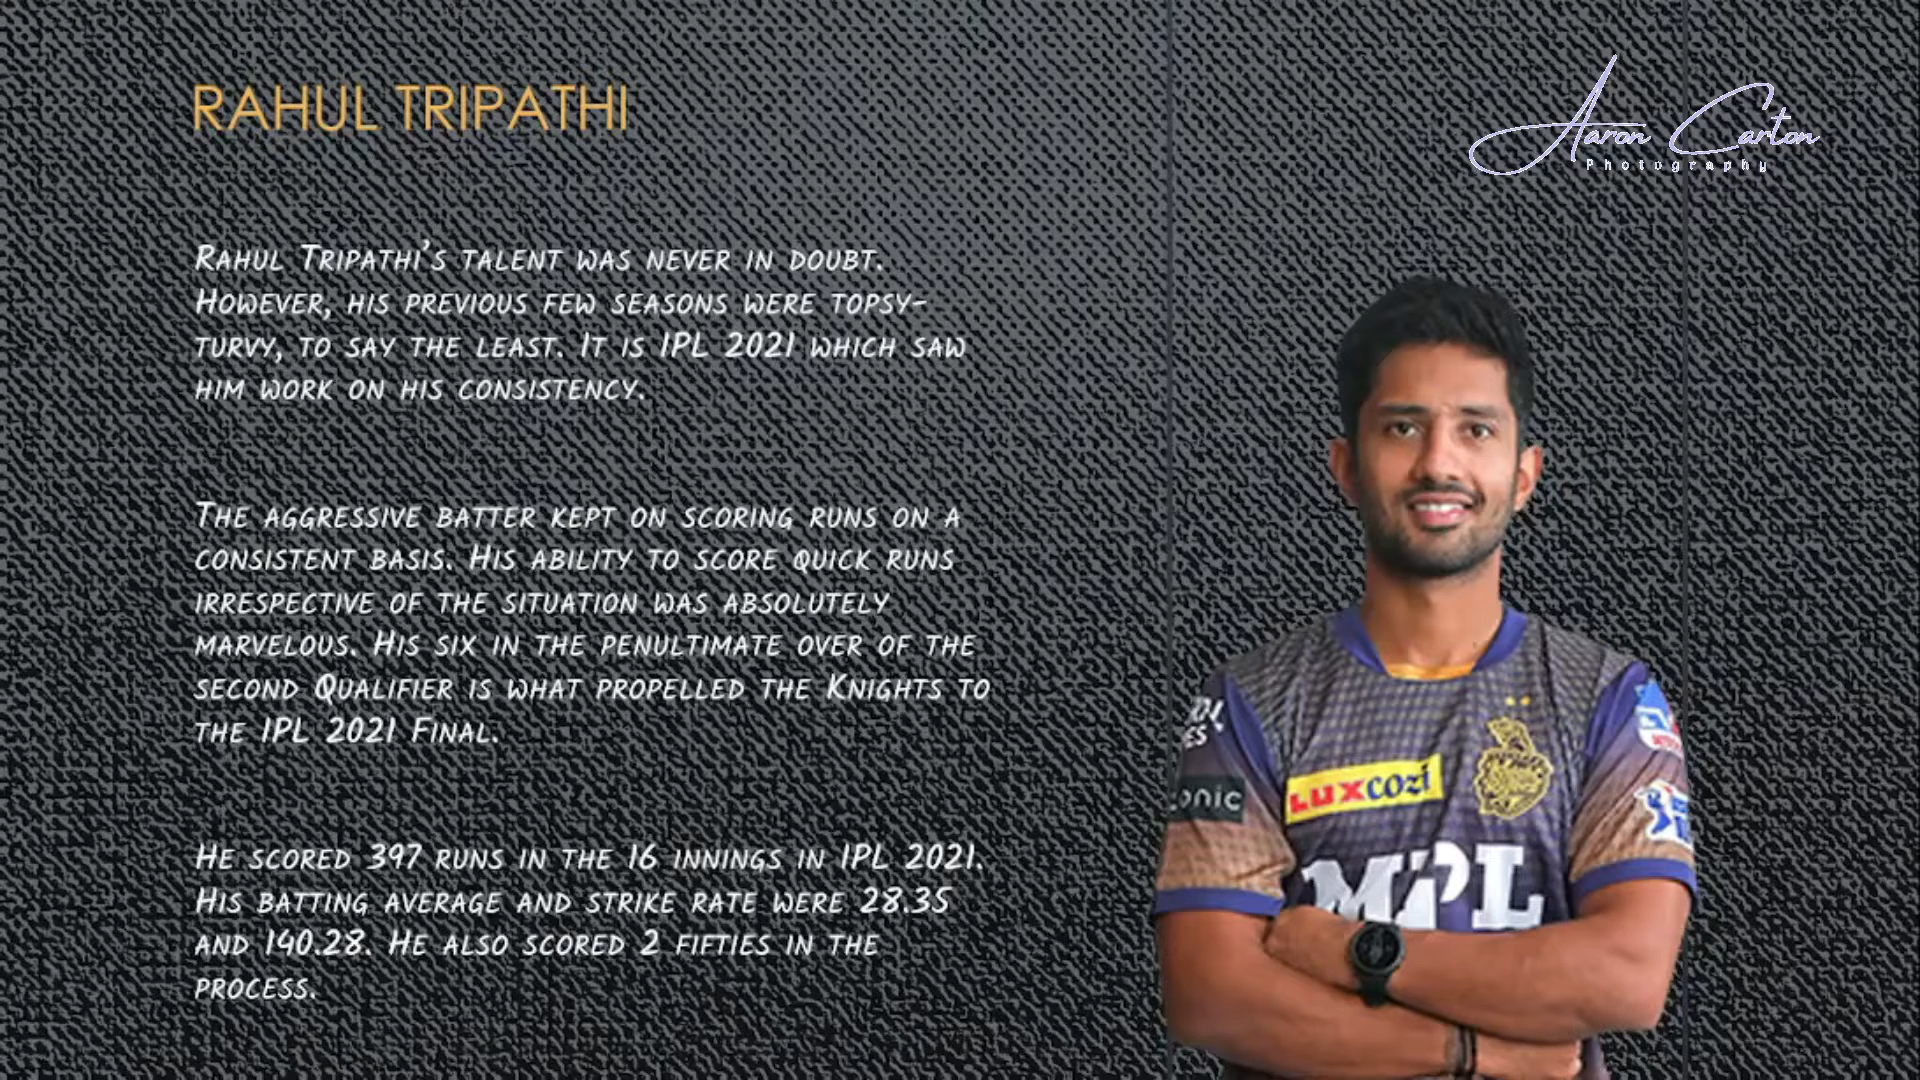 RAHUL TRIPATHI
Aaron Carton
Photography
RAHUL TRIPATHI'S TALENT WAS NEVER IN DOUBT.
HOWEVER, HIS PREVIOUS FEW SEASONS WERE TOPSY-
TURVY, TO SAY THE LEAST. IT IS IPL 2021 WHICH SAW
HIM WORK ON HIS CONSISTENCY.
THE AGGRESSIVE BATTER KEPT ON SCORING RUNS ON A
CONSISTENT BASIS. HIS ABILITY TO SCORE QUICK RUNS
IRRESPECTIVE OF THE SITUATION WAS ABSOLUTELY
MARVELOUS. HIS SIX IN THE PENULTIMATE OVER OF THE
SECOND QUALIFIER IS WHAT PROPELLED THE KNIGHTS TO
THE IPL 2021 FINAL.
HE SCORED 397 RUNS IN THE 16 INNINGS IN IPL 2021.
HIS BATTING AVERAGE AND STRIKE RATE WERE 28.35
AND 140.28. HE ALSO SCORED 2 FIFTIES IN THE
PROCESS.
LUX cozi
MPL